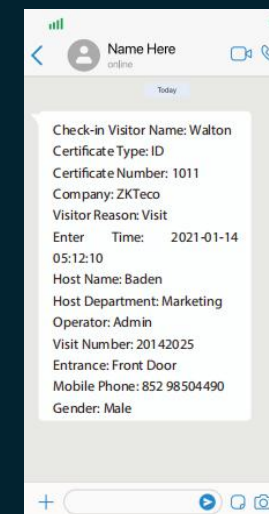 Name Here
online
Today
Check-in Visitor Name: Walton
Certificate Type: ID
Certificate Number: 1011
Company: ZKTeco
Visitor Reason: Visit
Enter Time: 2021-01-14
05:12:10
Host Name: Baden
Host Department: Marketing
Operator: Admin
Visit Number: 20142025
Entrance: Front Door
Mobile Phone: 852 98504490
Gender: Male